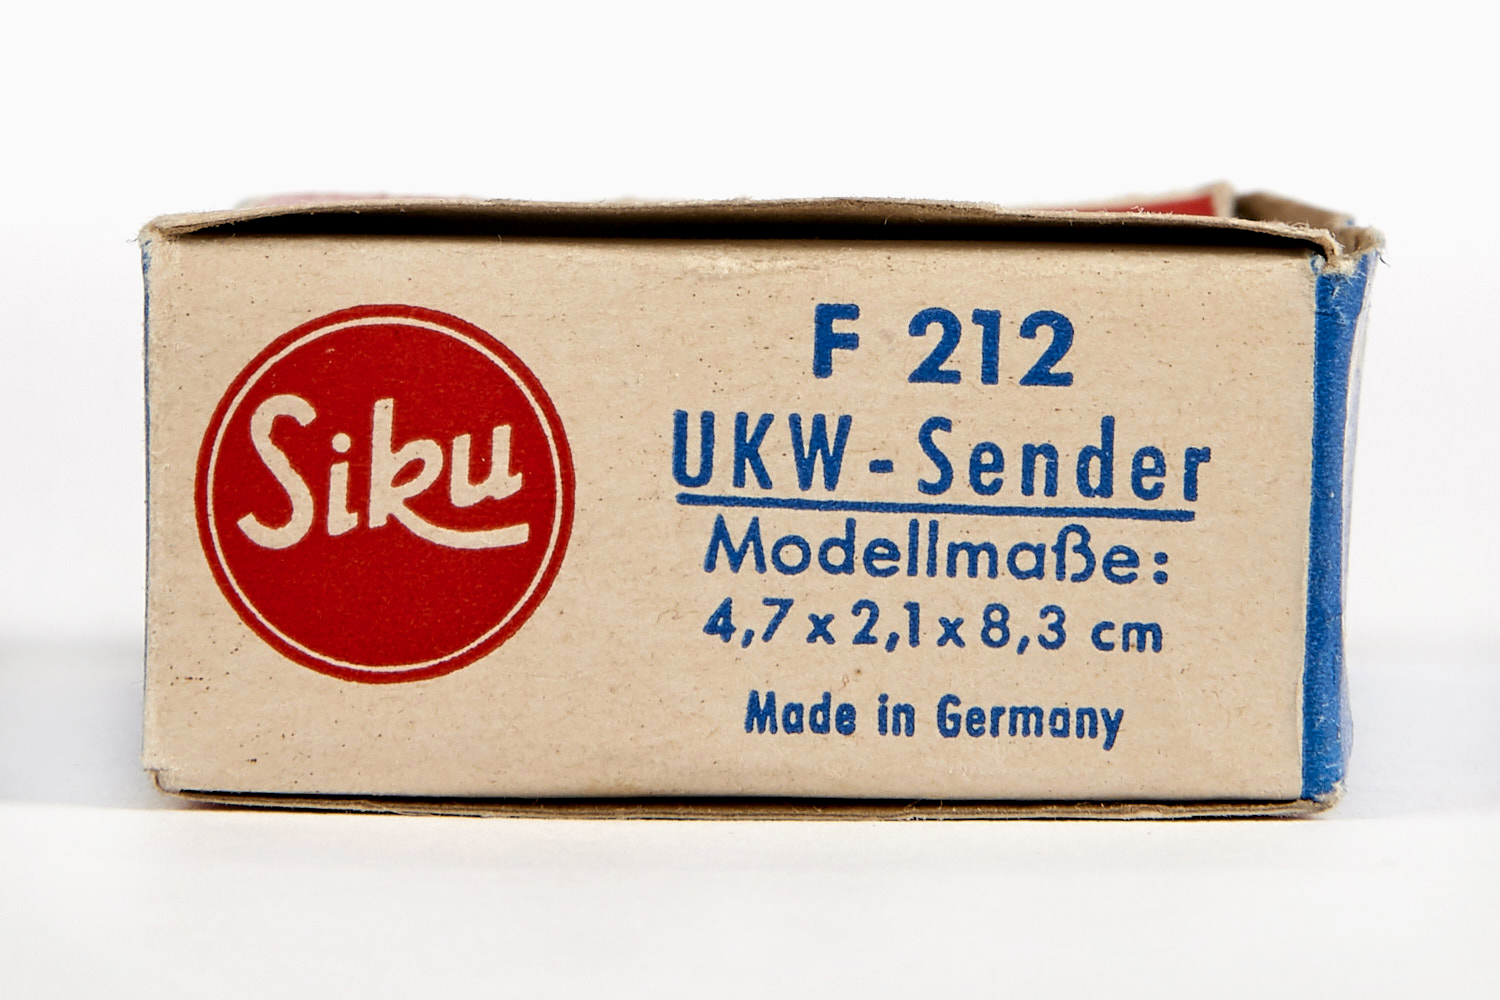 Siku
F 212
UKW-Sender
Modellmaße:
4,7 x 2,1 x 8,3 cm
Made in Germany